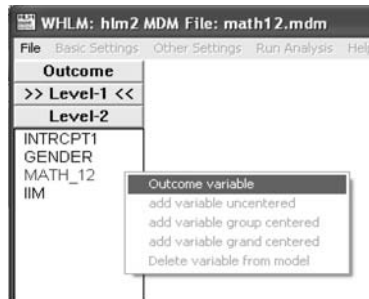 WHLM: hlm2 MDM File: math12.mdm
File Basic Settings Other Settings Run Analysis Help
Outcome
>> Level-1 <<
Level-2
INTRCPT1
GENDER
MATH_12
IIM
Outcome variable
add variable uncentered
add variable group centered
add variable grand centered
Delete variable from model